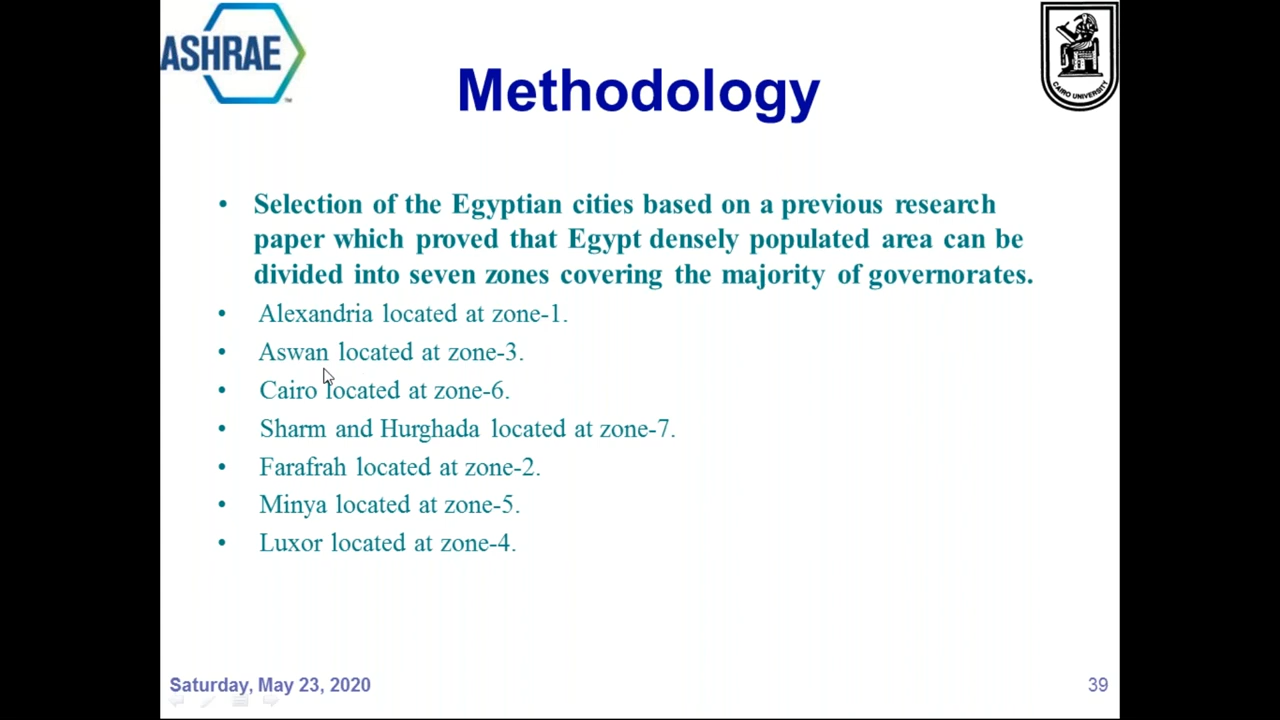 ASHRAE
CAIRO UNIVERSITY
Methodology
• Selection of the Egyptian cities based on a previous research
paper which proved that Egypt densely populated area can be
divided into seven zones covering the majority of governorates.
• Alexandria located at zone-1.
• Aswan located at zone-3.
• Cairo located at zone-6.
• Sharm and Hurghada located at zone-7.
• Farafrah located at zone-2.
• Minya located at zone-5.
• Luxor located at zone-4.
Saturday, May 23, 2020
39